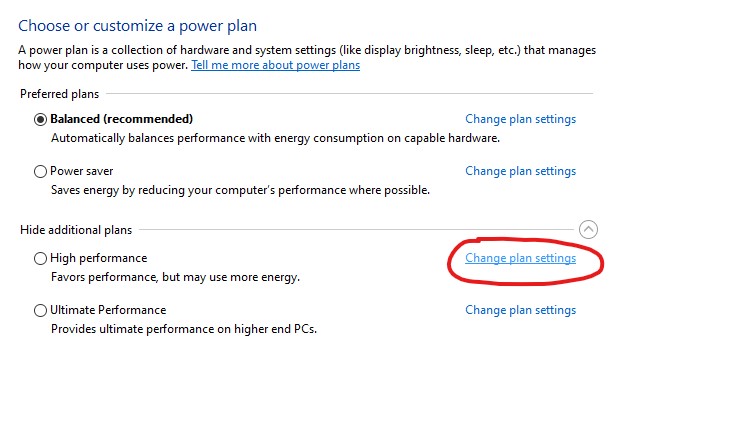 Choose or customize a power plan
A power plan is a collection of hardware and system settings (like display brightness, sleep, etc.) that manages
how your computer uses power. Tell me more about power plans
Preferred plans
Balanced (recommended) Change plan settings
Automatically balances performance with energy consumption on capable hardware.
Power saver Change plan settings
Saves energy by reducing your computer's performance where possible.
Hide additional plans
High performance Change plan settings
Favors performance, but may use more energy.
Ultimate Performance Change plan settings
Provides ultimate performance on higher end PCs.